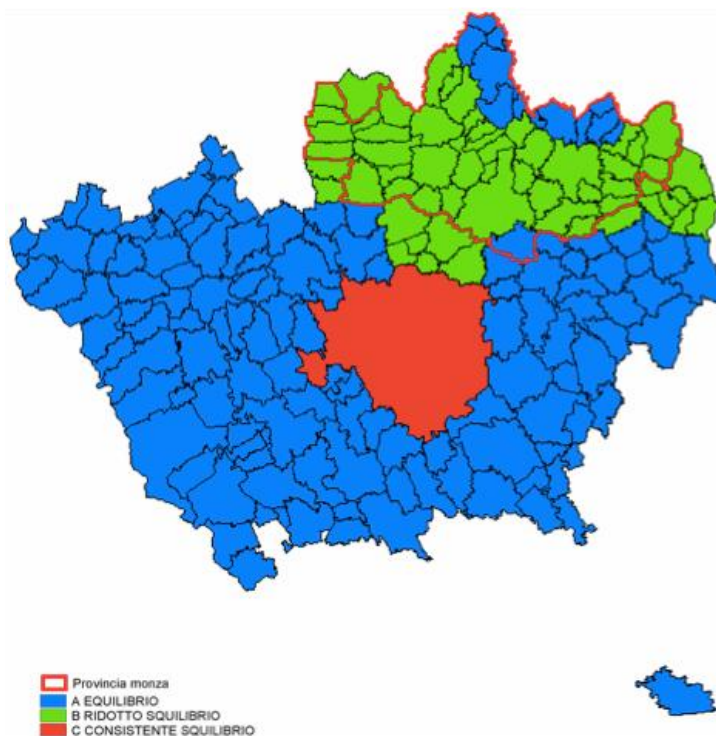 Provincia monza
A EQUILIBRIO
B RIDOTTO SQUILIBRIO
C CONSISTENTE SQUILIBRIO